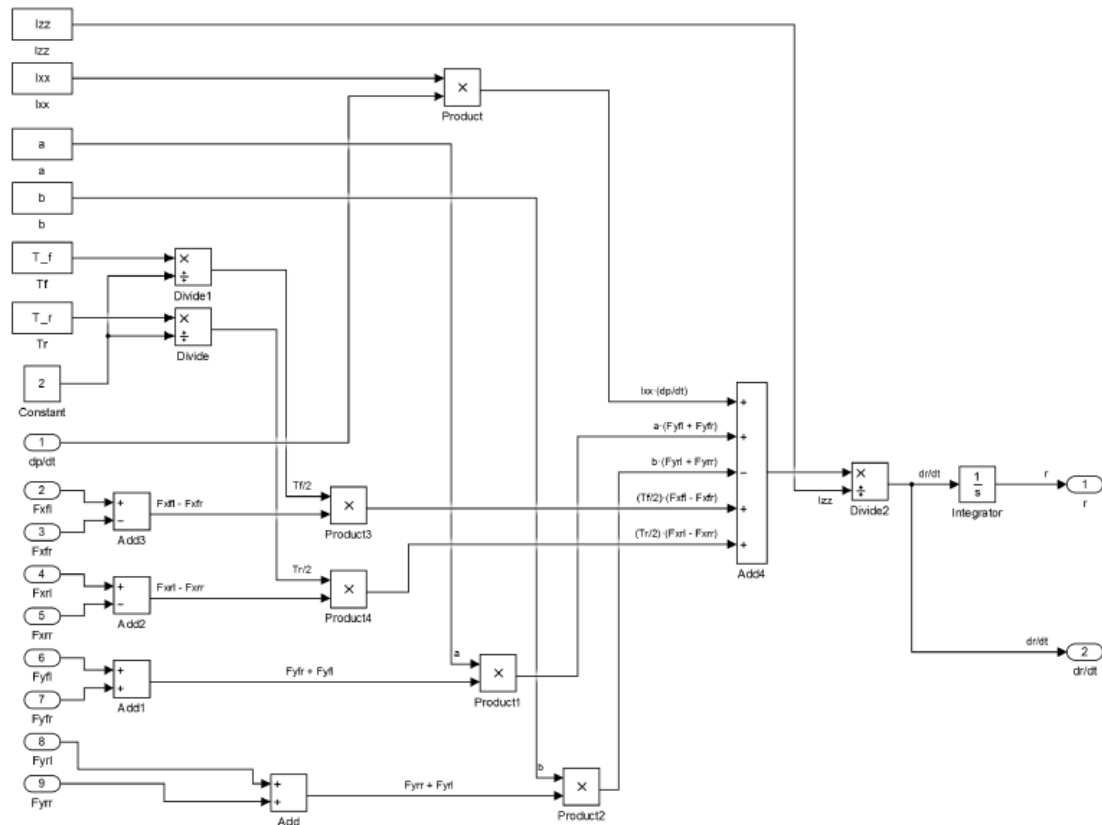 Izz
Izz
Ixx
Ixx
×
Product
a
a
b
b
T_f
Tf
×
÷
Divide1
T_r
Tr
×
÷
Divide
2
Constant
1
dp/dt
2
Fxfl
3
Fxfr
+
−
Add3
Fxfl - Fxfr
Tf/2
×
Product3
4
Fxrl
5
Fxrr
+
−
Add2
Fxrl - Fxrr
Tr/2
×
Product4
6
Fyfl
7
Fyfr
+
+
Add1
Fyfr + Fyfl
a
×
Product1
8
Fyrl
9
Fyrr
+
+
Add
Fyrr + Fyrl
b
×
Product2
Ixx·(dp/dt)
+
a·(Fyfl + Fyfr)
+
b·(Fyrl + Fyrr)
−
(Tf/2)·(Fxfl - Fxfr)
+
(Tr/2)·(Fxrl - Fxrr)
+
Add4
Izz
×
÷
Divide2
dr/dt
1
s
Integrator
r
1
r
dr/dt
2
dr/dt